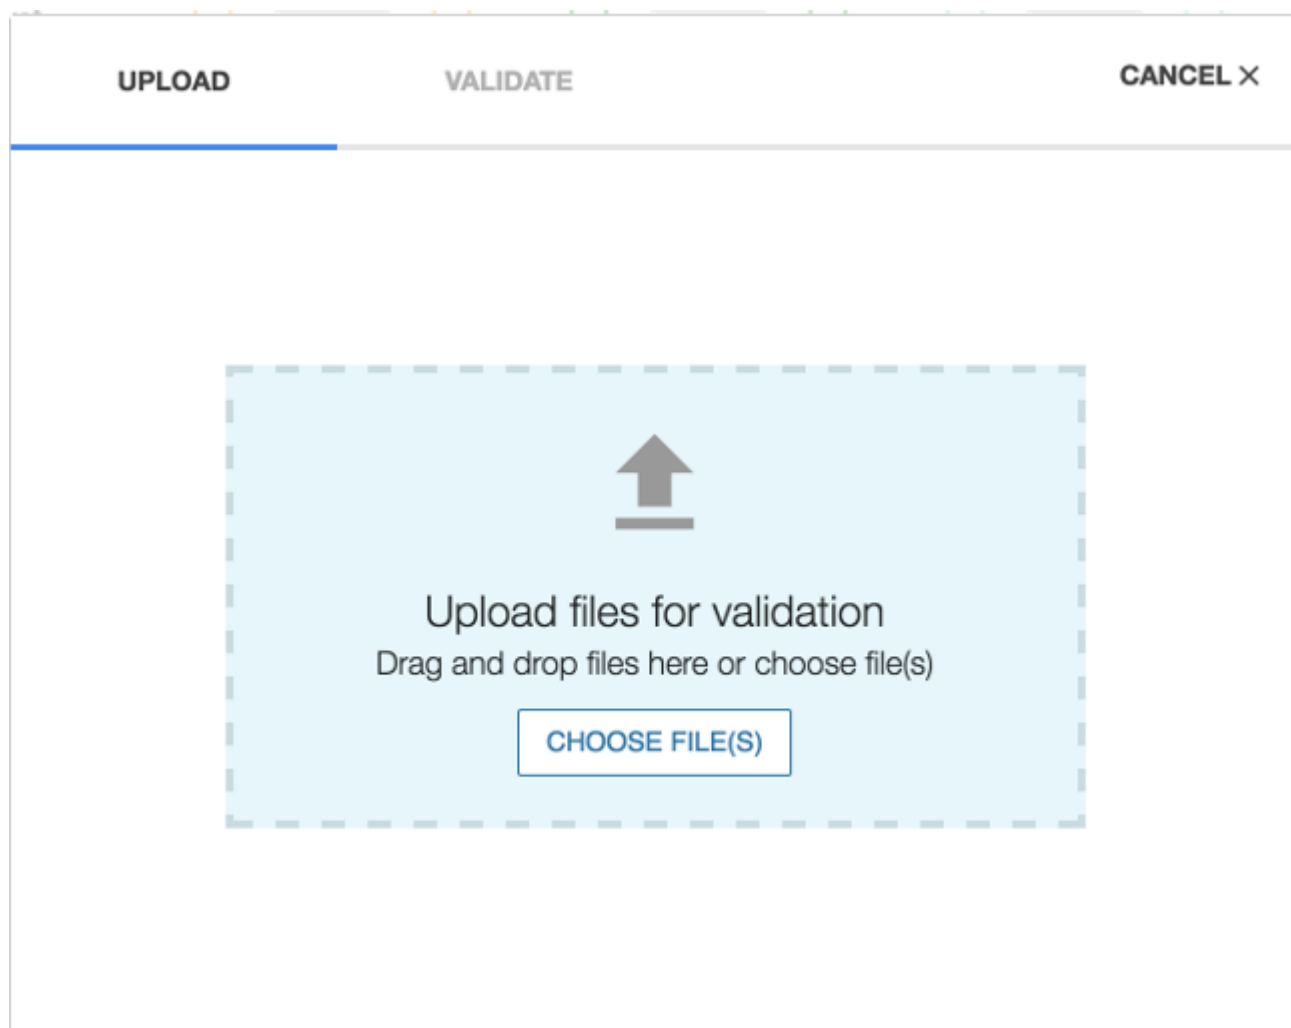 UPLOAD
VALIDATE
CANCEL
Upload files for validation
Drag and drop files here or choose file(s)
CHOOSE FILE(S)